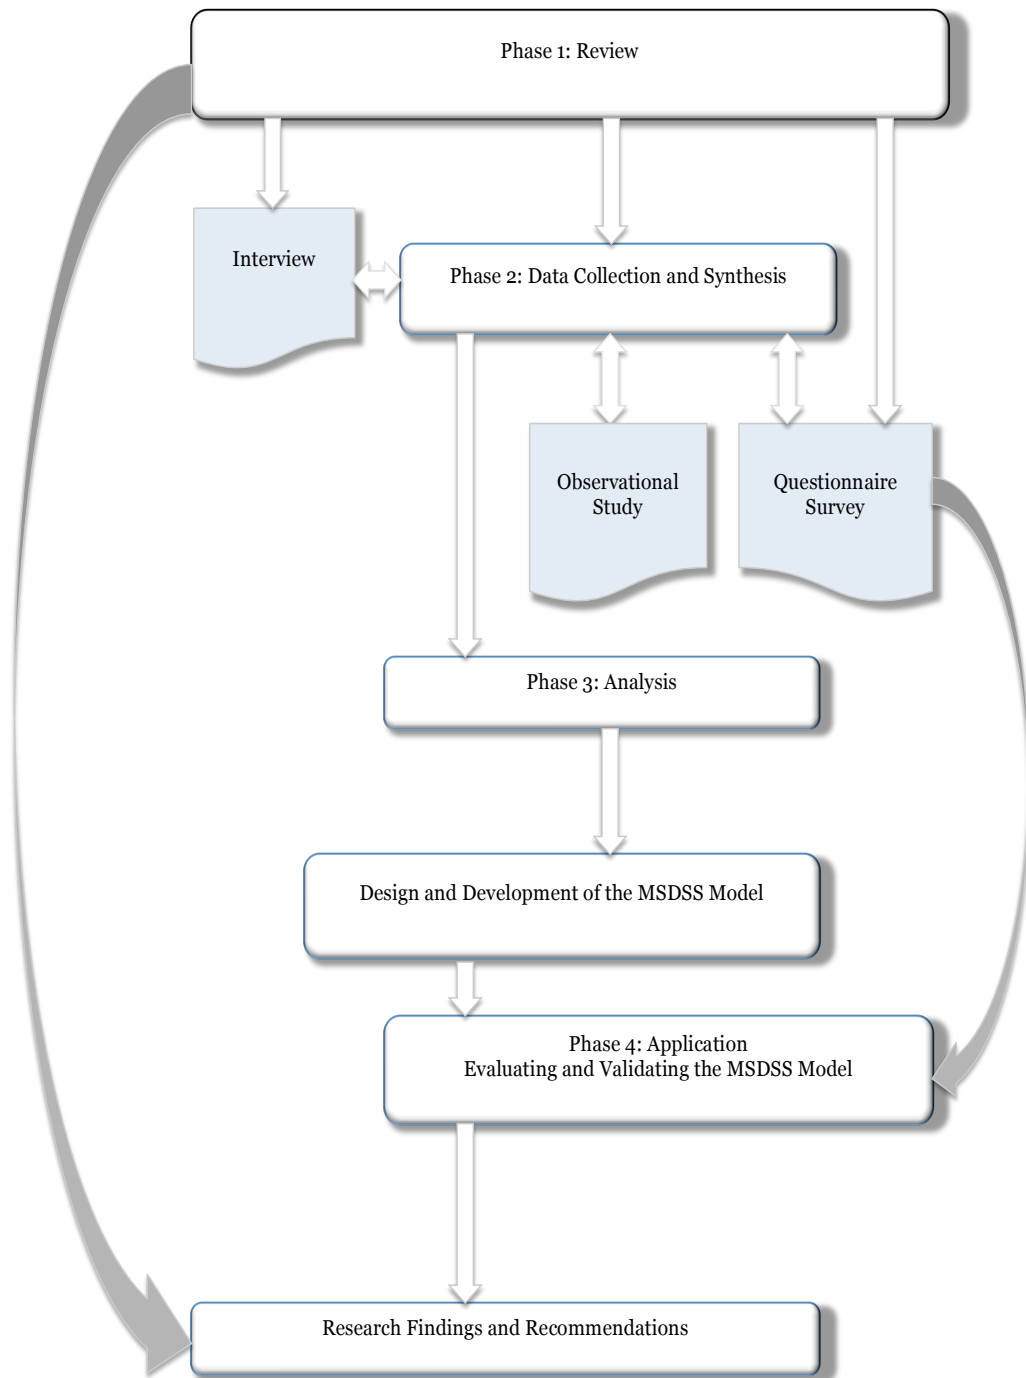 Phase 1: Review
Interview
Phase 2: Data Collection and Synthesis
Observational
Study
Questionnaire
Survey
Phase 3: Analysis
Design and Development of the MSDSS Model
Phase 4: Application
Evaluating and Validating the MSDSS Model
Research Findings and Recommendations